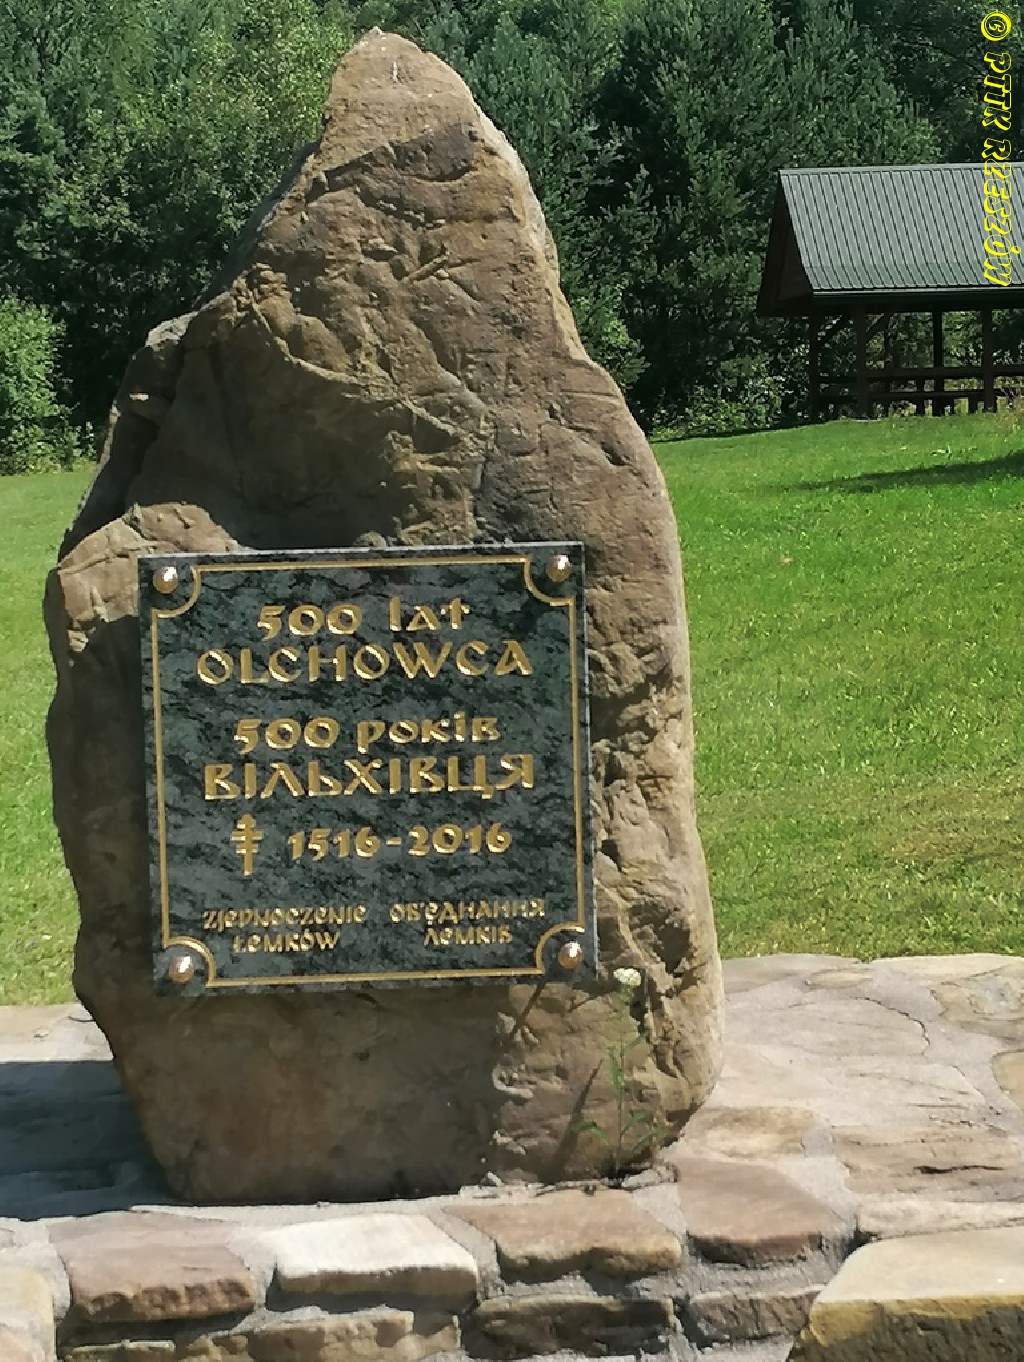 500 lat
OLCHOWCA
500 років
ВІЛЬХІВЦЯ
1516-2016
Zjednoczenie
Łemków
Об'єднання
Лемків
© PTTK RZESZÓW